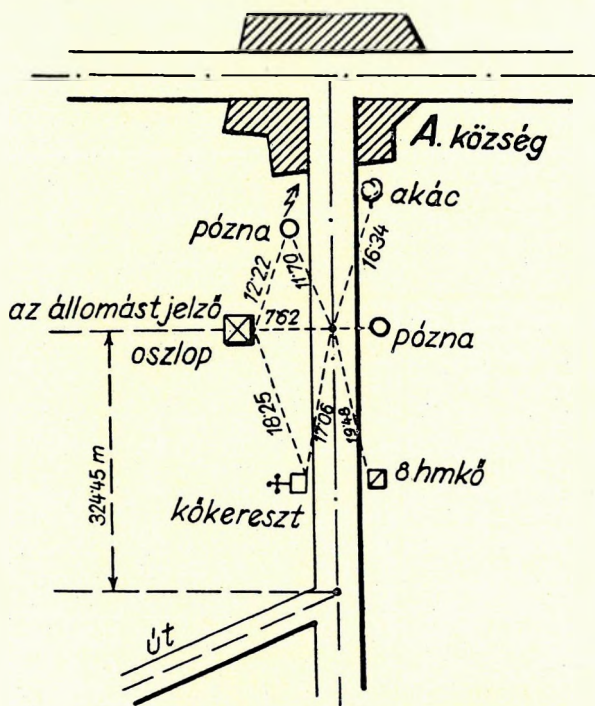 A. község
akác
pózna
16·34
12·22
11·70
az állomást jelző
oszlop
7·62
pózna
18·25
17·06
19·48
324·45 m
kőkereszt
8 hmkő
út